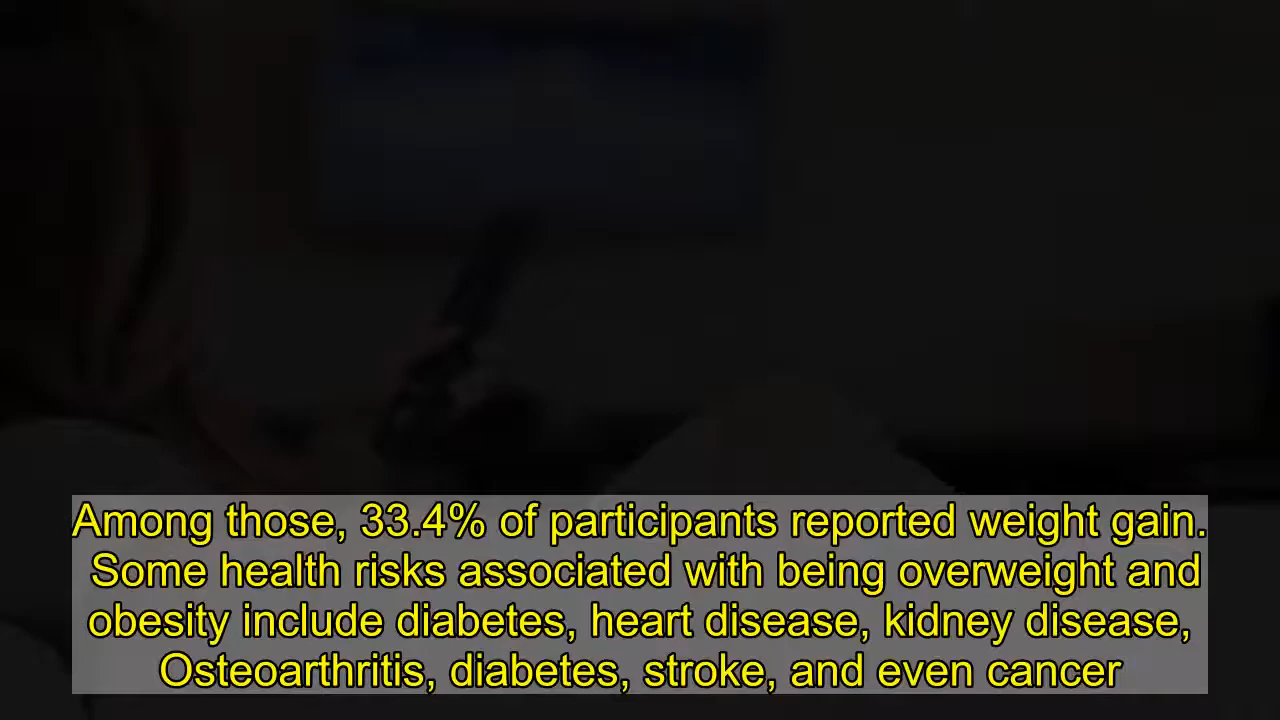 Among those, 33.4% of participants reported weight gain.
Some health risks associated with being overweight and
obesity include diabetes, heart disease, kidney disease,
Osteoarthritis, diabetes, stroke, and even cancer